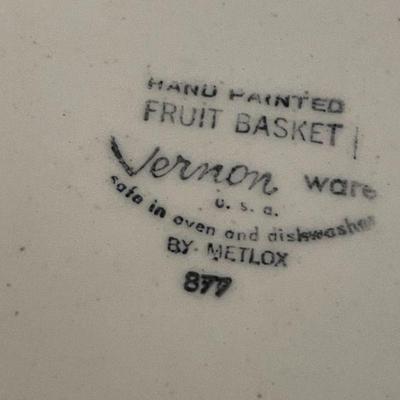 HAND PAINTED
FRUIT BASKET
Vernon ware
U. S. A.
safe in oven and dishwasher
BY METLOX
877